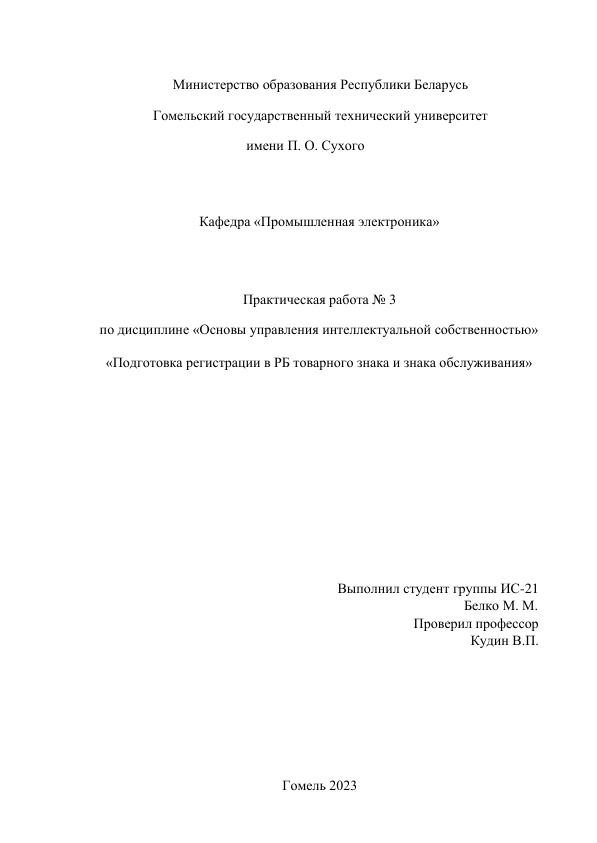 Министерство образования Республики Беларусь
Гомельский государственный технический университет
имени П. О. Сухого
Кафедра «Промышленная электроника»
Практическая работа № 3
по дисциплине «Основы управления интеллектуальной собственностью»
«Подготовка регистрации в РБ товарного знака и знака обслуживания»
Выполнил студент группы ИС-21
Белко М. М.
Проверил профессор
Кудин В.П.
Гомель 2023